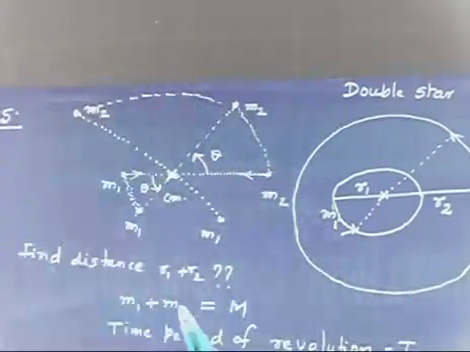 5.
Double star
m2
m2
θ
m1
θ
cm
m2
m1
m1
r1
m1
r2
find distance r1+r2 ??
m1 + m = M
Time of revolution = T